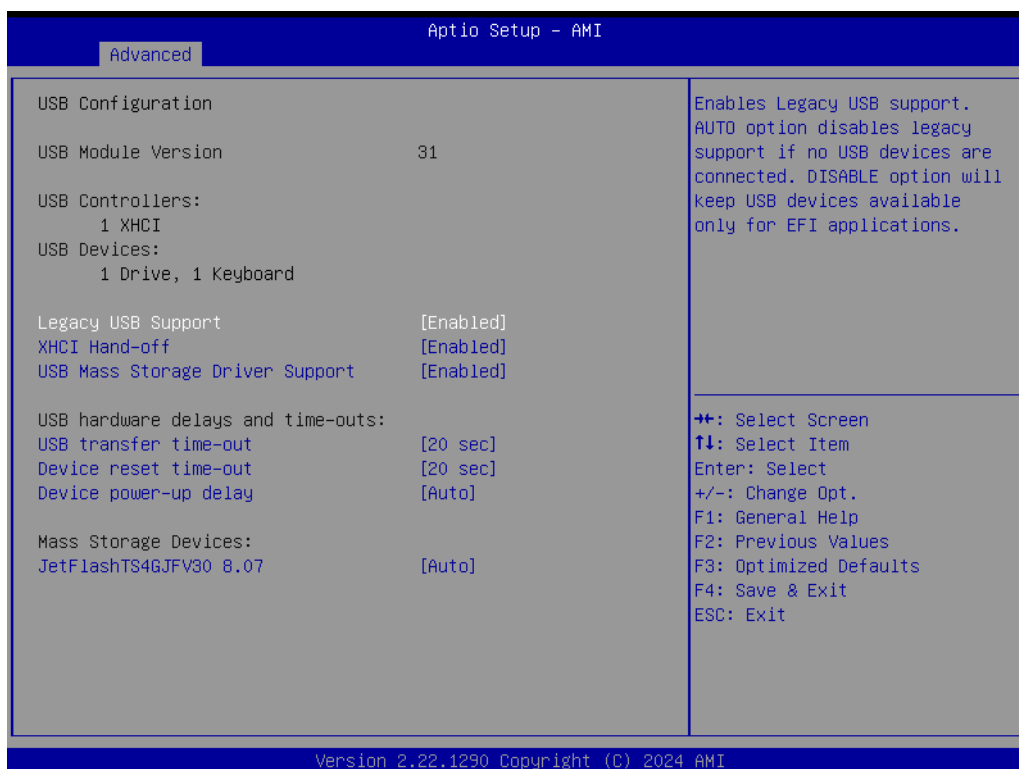 Aptio Setup – AMI
Advanced
USB Configuration
USB Module Version 31
USB Controllers:
1 XHCI
USB Devices:
1 Drive, 1 Keyboard
Legacy USB Support [Enabled]
XHCI Hand-off [Enabled]
USB Mass Storage Driver Support [Enabled]
USB hardware delays and time-outs:
USB transfer time-out [20 sec]
Device reset time-out [20 sec]
Device power-up delay [Auto]
Mass Storage Devices:
JetFlashTS4GJFV30 8.07 [Auto]
Enables Legacy USB support.
AUTO option disables legacy
support if no USB devices are
connected. DISABLE option will
keep USB devices available
only for EFI applications.
→←: Select Screen
↑↓: Select Item
Enter: Select
+/-: Change Opt.
F1: General Help
F2: Previous Values
F3: Optimized Defaults
F4: Save & Exit
ESC: Exit
Version 2.22.1290 Copyright (C) 2024 AMI